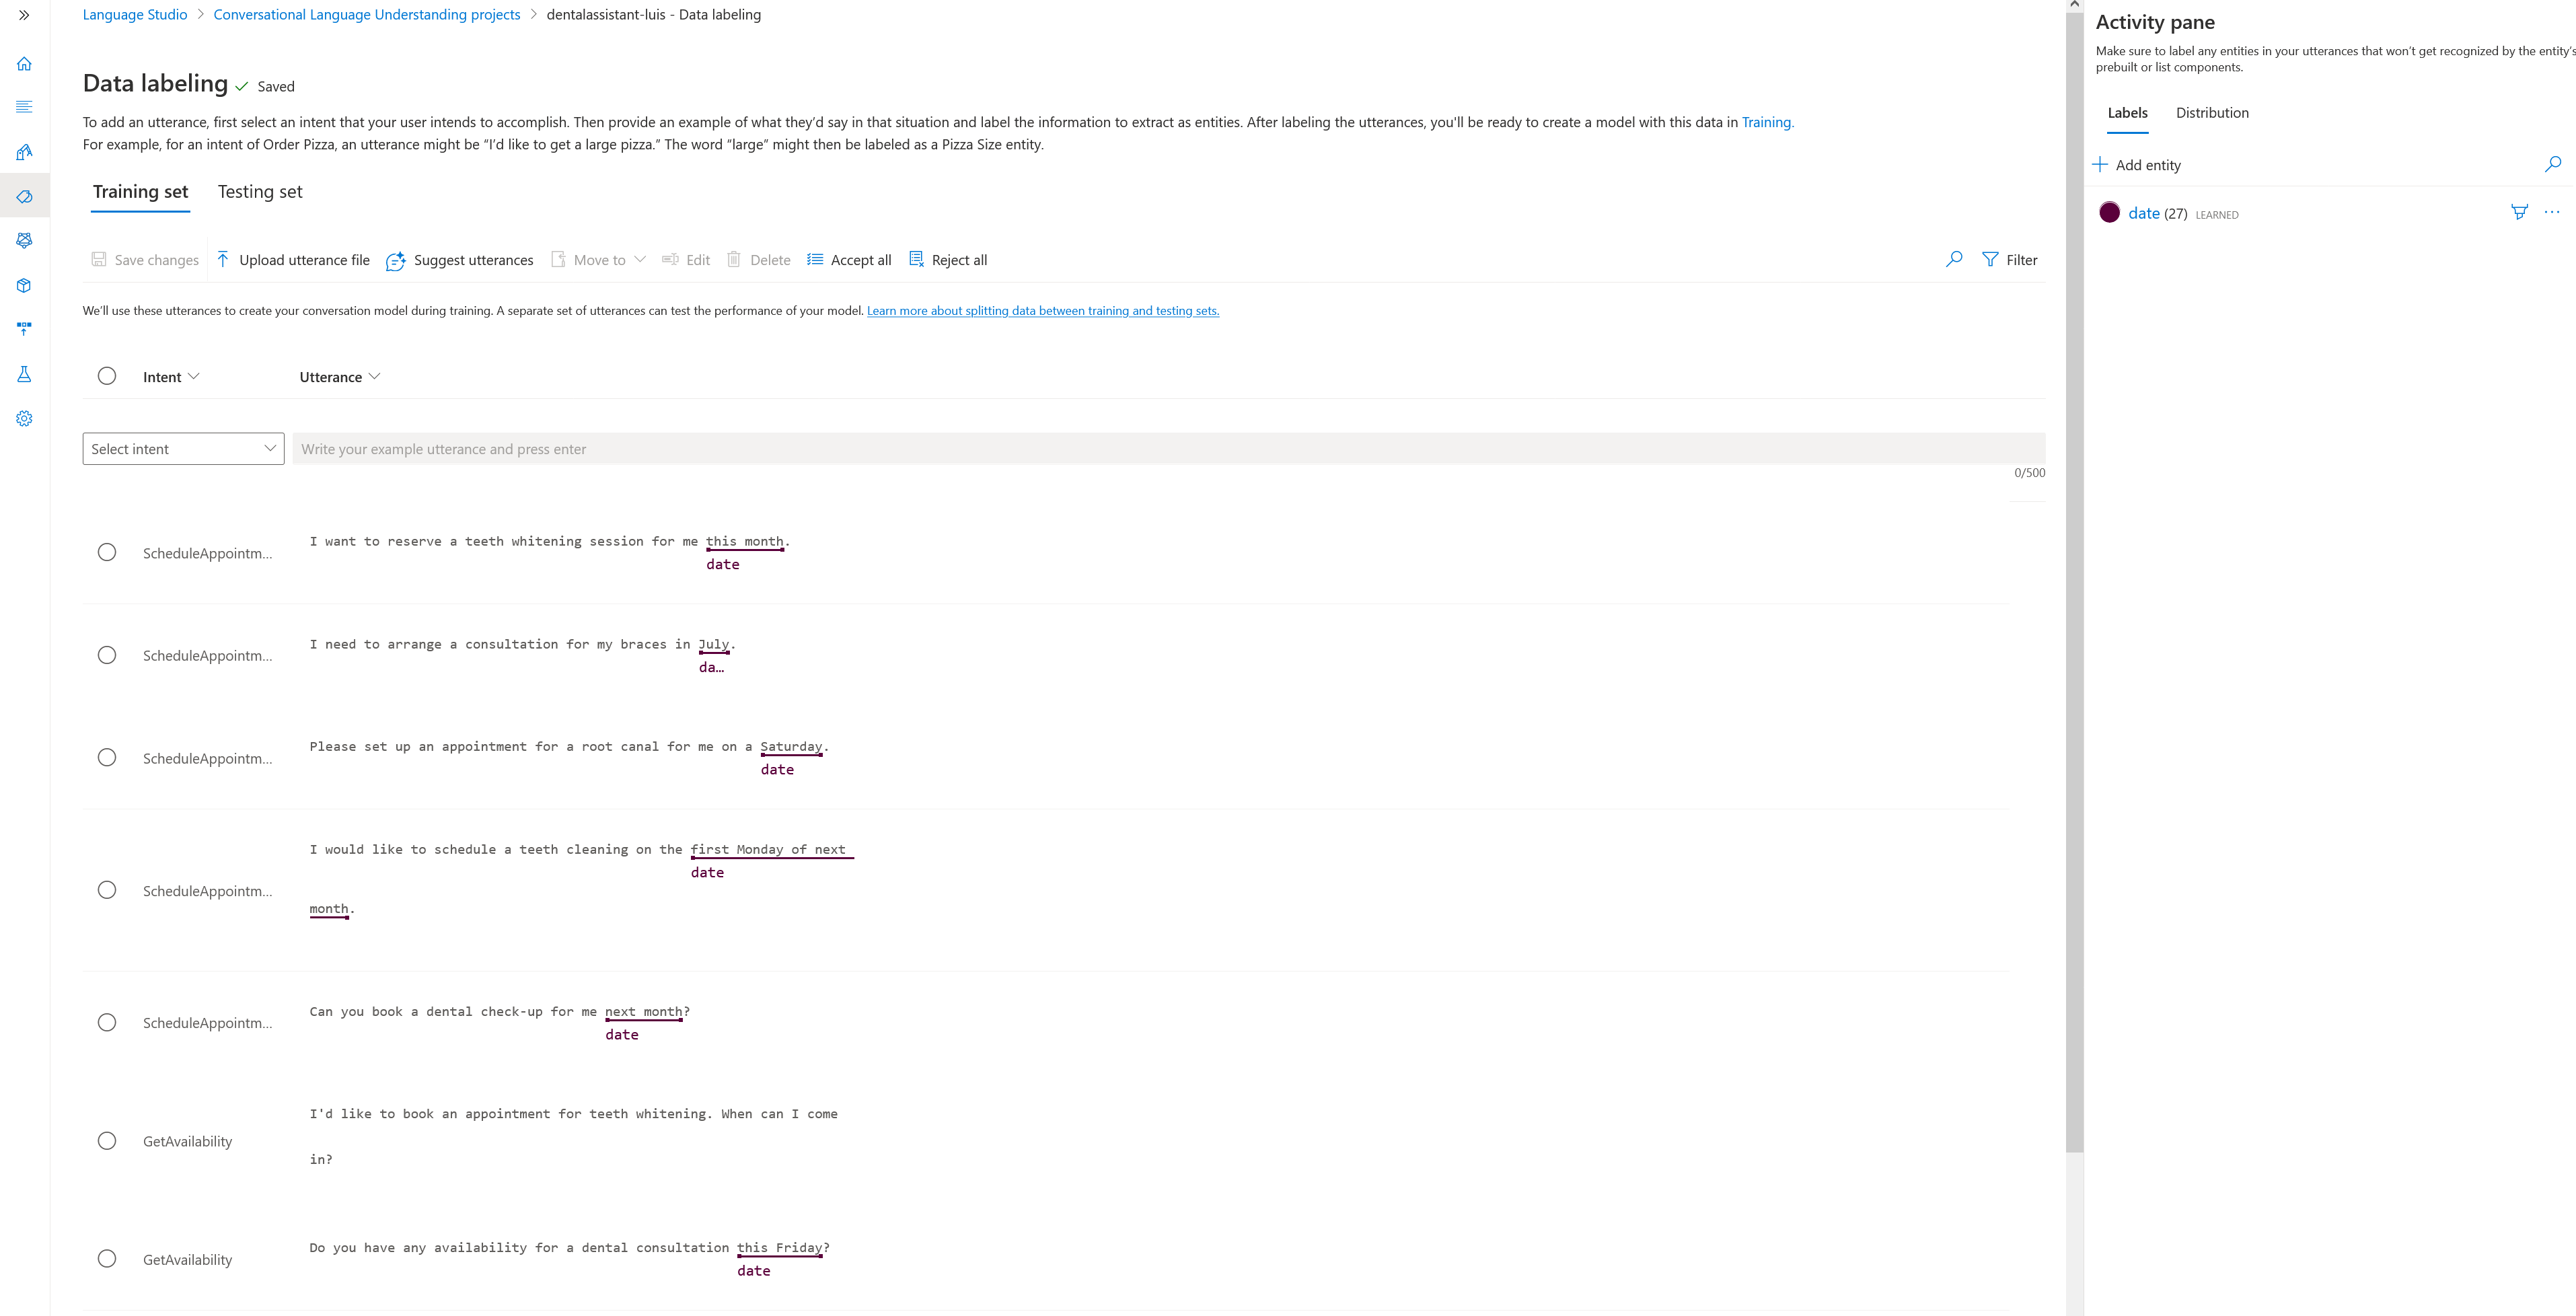 Language Studio > Conversational Language Understanding projects > dentalassistant-luis - Data labeling
Data labeling Saved
To add an utterance, first select an intent that your user intends to accomplish. Then provide an example of what they'd say in that situation and label the information to extract as entities. After labeling the utterances, you'll be ready to create a model with this data in Training.
For example, for an intent of Order Pizza, an utterance might be “I'd like to get a large pizza.” The word “large” might then be labeled as a Pizza Size entity.
Training set Testing set
Save changes Upload utterance file Suggest utterances Move to Edit Delete Accept all Reject all Filter
We'll use these utterances to create your conversation model during training. A separate set of utterances can test the performance of your model. Learn more about splitting data between training and testing sets.
Intent Utterance
Select intent Write your example utterance and press enter
0/500
I want to reserve a teeth whitening session for me this month.
ScheduleAppointm...
date
I need to arrange a consultation for my braces in July.
ScheduleAppointm...
da…
Please set up an appointment for a root canal for me on a Saturday.
ScheduleAppointm...
date
I would like to schedule a teeth cleaning on the first Monday of next
date
ScheduleAppointm...
month.
Can you book a dental check-up for me next month?
ScheduleAppointm...
date
I'd like to book an appointment for teeth whitening. When can I come
GetAvailability
in?
Do you have any availability for a dental consultation this Friday?
GetAvailability
date
Activity pane
Make sure to label any entities in your utterances that won't get recognized by the entity's
prebuilt or list components.
Labels Distribution
Add entity
date (27) LEARNED